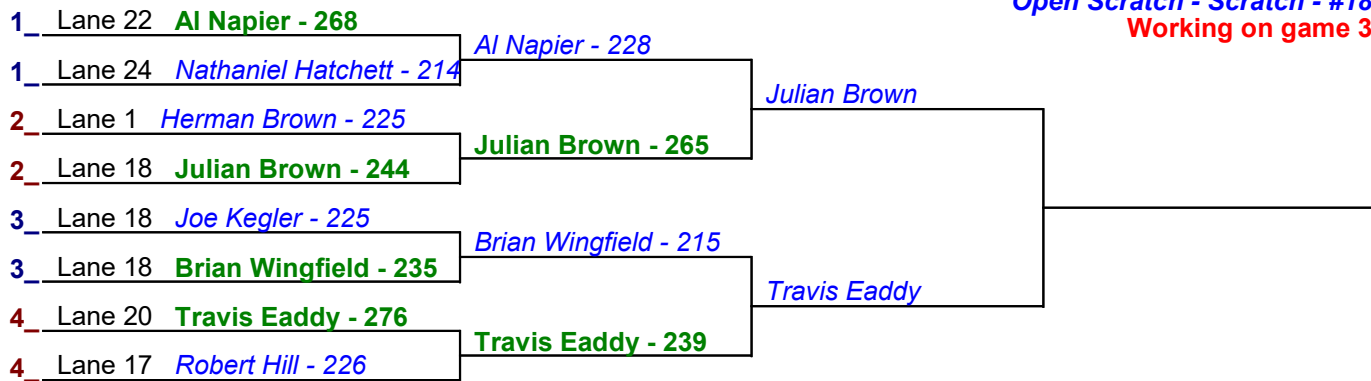 Open Scratch - Scratch - #18
Working on game 3
1_ Lane 22 Al Napier - 268
1_ Lane 24 Nathaniel Hatchett - 214
2_ Lane 1 Herman Brown - 225
2_ Lane 18 Julian Brown - 244
3_ Lane 18 Joe Kegler - 225
3_ Lane 18 Brian Wingfield - 235
4_ Lane 20 Travis Eaddy - 276
4_ Lane 17 Robert Hill - 226
Al Napier - 228
Julian Brown - 265
Brian Wingfield - 215
Travis Eaddy - 239
Julian Brown
Travis Eaddy